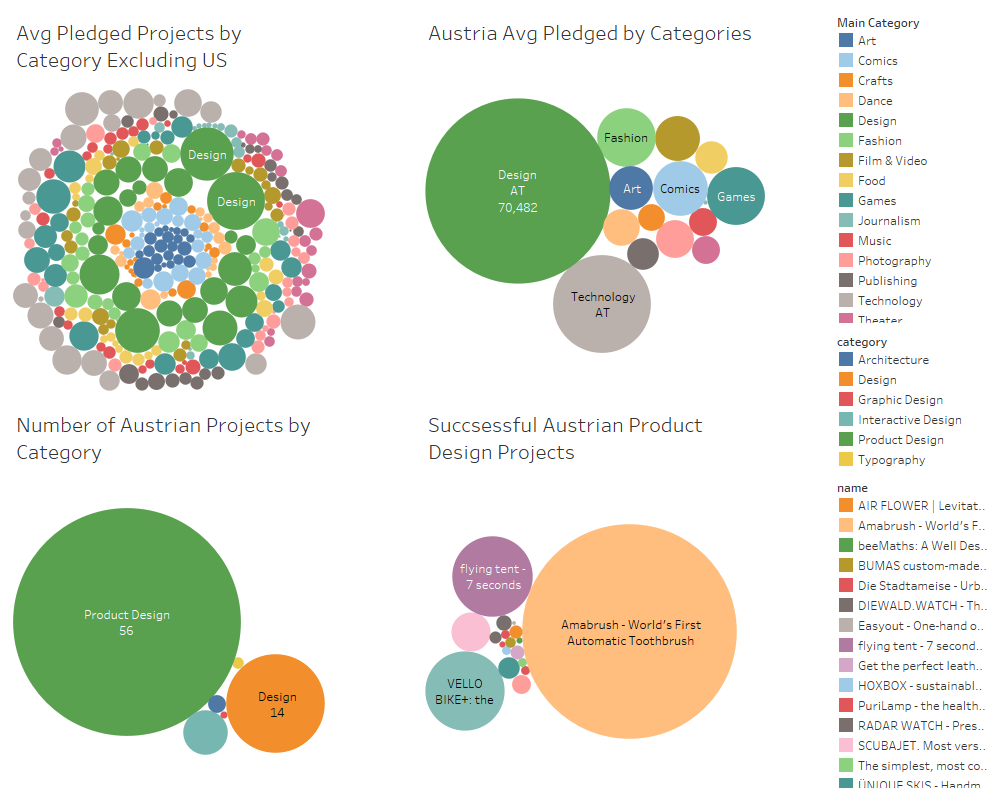 Avg Pledged Projects by
Category Excluding US
Design
Design
Austria Avg Pledged by Categories
Design
AT
70,482
Fashion
Art
Comics
Games
Technology
AT
Number of Austrian Projects by
Category
Product Design
56
Design
14
Succsessful Austrian Product
Design Projects
flying tent -
7 seconds
Amabrush - World's First
Automatic Toothbrush
VELLO
BIKE+: the
Main Category
Art
Comics
Crafts
Dance
Design
Fashion
Film & Video
Food
Games
Journalism
Music
Photography
Publishing
Technology
Theater
category
Architecture
Design
Graphic Design
Interactive Design
Product Design
Typography
name
AIR FLOWER | Levitat..
Amabrush - World's F..
beeMaths: A Well Des..
BUMAS custom-made..
Die Stadtameise - Urb..
DIEWALD.WATCH - Th..
Easyout - One-hand o..
flying tent - 7 second..
Get the perfect leath..
HOXBOX - sustainabl..
PuriLamp - the health..
RADAR WATCH - Pres..
SCUBAJET. Most vers..
The simplest, most co..
ÜNIQUE SKIS - Handm..